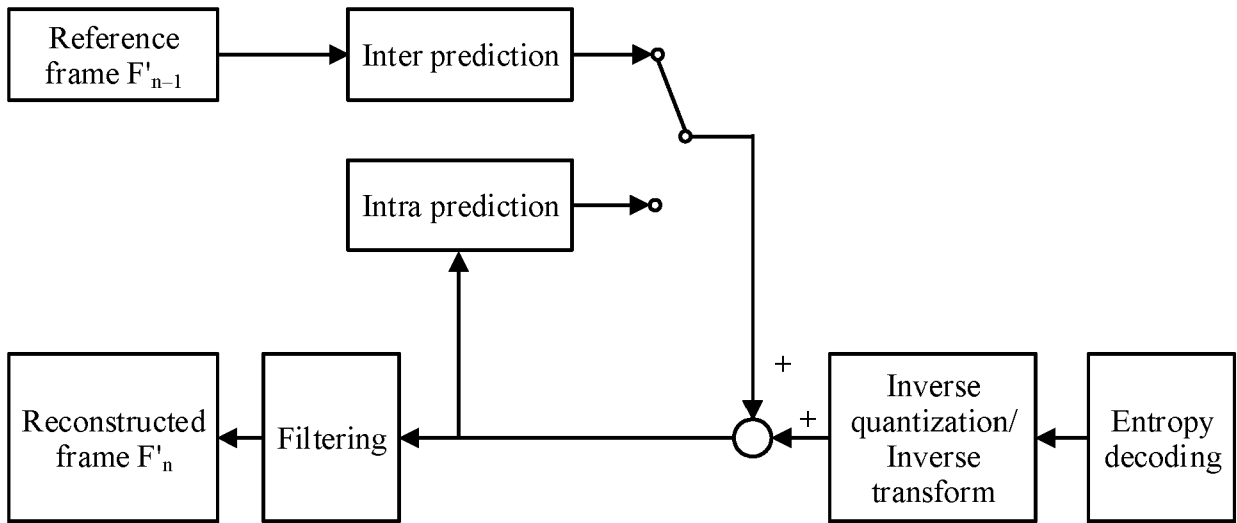 Reference
frame F'n–1
Inter prediction
Intra prediction
Reconstructed
frame F'n
Filtering
+
+
Inverse
quantization/
Inverse
transform
Entropy
decoding